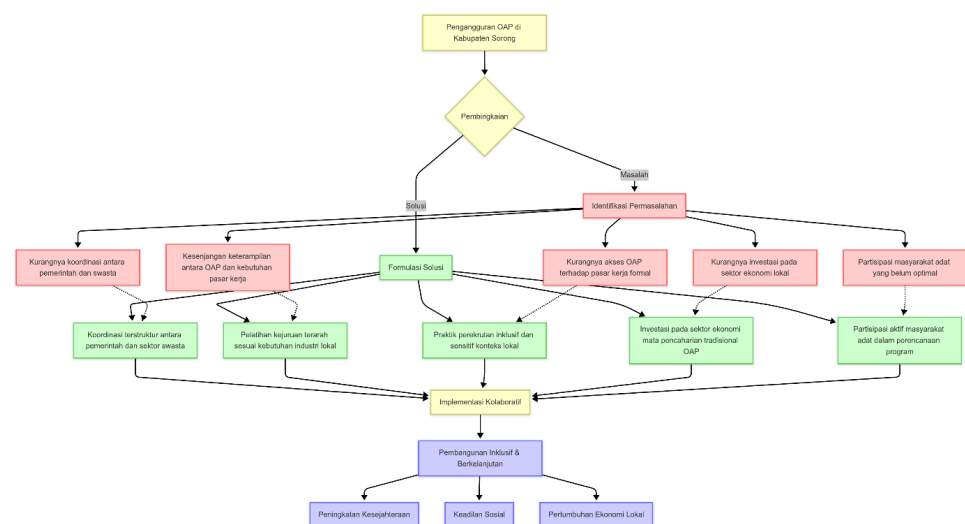 Pengangguran OAP di
Kabupaten Sorong
Pembingkaian
Masalah
Solusi
Identifikasi Permasalahan
Kurangnya koordinasi antara
pemerintah dan swasta
Kesenjangan keterampilan
antara OAP dan kebutuhan
pasar kerja
Formulasi Solusi
Kurangnya akses OAP
terhadap pasar kerja formal
Kurangnya investasi pada
sektor ekonomi lokal
Partisipasi masyarakat adat
yang belum optimal
Koordinasi terstruktur antara
pemerintah dan sektor swasta
Pelatihan kejuruan terarah
sesuai kebutuhan industri lokal
Praktik perekrutan inklusif dan
sensitif konteks lokal
Investasi pada sektor ekonomi
mata pencaharian tradisional
OAP
Partisipasi aktif masyarakat
adat dalam perencanaan
program
Implementasi Kolaboratif
Pembangunan Inklusif &
Berkelanjutan
Peningkatan Kesejahteraan
Keadilan Sosial
Pertumbuhan Ekonomi Lokal